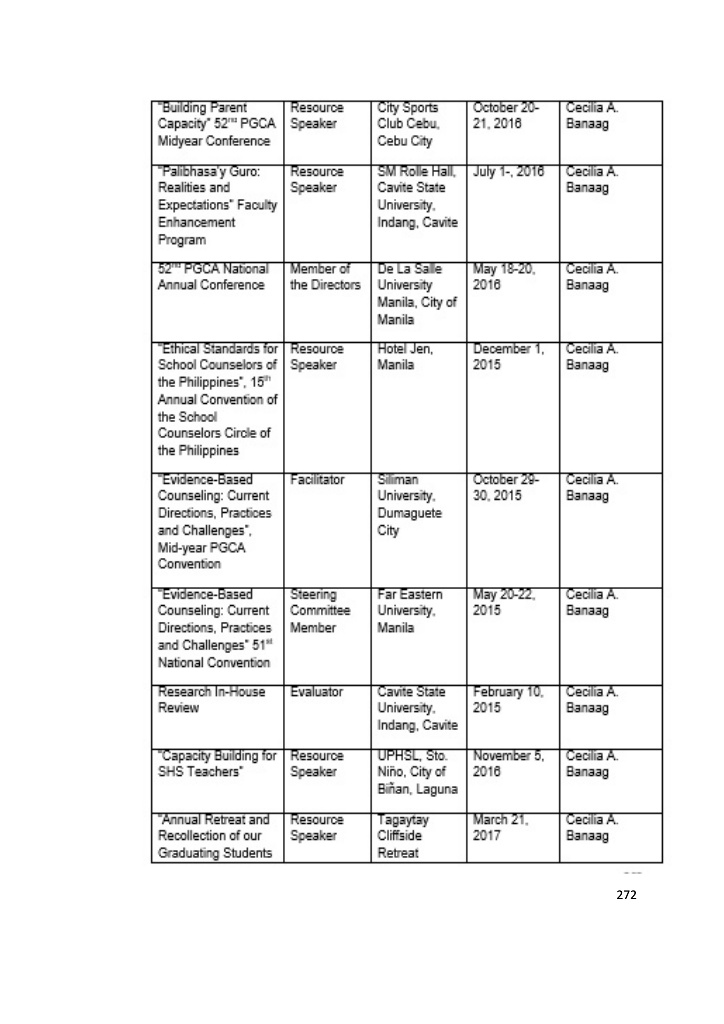 "Building Parent Capacity" 52nd PGCA Midyear Conference | Resource Speaker | City Sports Club Cebu, Cebu City | October 20-21, 2016 | Cecilia A. Banaag
"Palibhasa'y Guro: Realities and Expectations" Faculty Enhancement Program | Resource Speaker | SM Rolle Hall, Cavite State University, Indang, Cavite | July 1-, 2016 | Cecilia A. Banaag
52nd PGCA National Annual Conference | Member of the Directors | De La Salle University Manila, City of Manila | May 18-20, 2016 | Cecilia A. Banaag
"Ethical Standards for School Counselors of the Philippines", 15th Annual Convention of the School Counselors Circle of the Philippines | Resource Speaker | Hotel Jen, Manila | December 1, 2015 | Cecilia A. Banaag
"Evidence-Based Counseling: Current Directions, Practices and Challenges", Mid-year PGCA Convention | Facilitator | Siliman University, Dumaguete City | October 29-30, 2015 | Cecilia A. Banaag
"Evidence-Based Counseling: Current Directions, Practices and Challenges" 51st National Convention | Steering Committee Member | Far Eastern University, Manila | May 20-22, 2015 | Cecilia A. Banaag
Research In-House Review | Evaluator | Cavite State University, Indang, Cavite | February 10, 2015 | Cecilia A. Banaag
"Capacity Building for SHS Teachers" | Resource Speaker | UPHSL, Sto. Niño, City of Biñan, Laguna | November 5, 2016 | Cecilia A. Banaag
"Annual Retreat and Recollection of our Graduating Students | Resource Speaker | Tagaytay Cliffside Retreat | March 21, 2017 | Cecilia A. Banaag
272